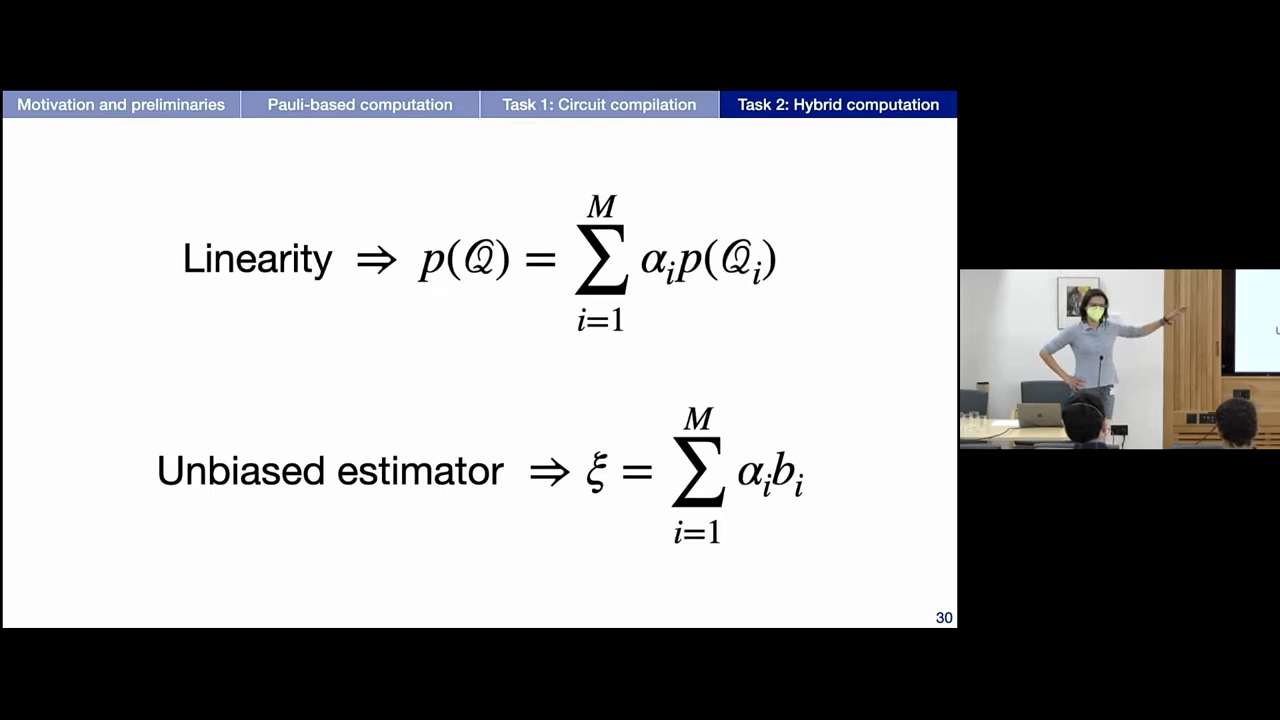 Motivation and preliminaries
Pauli-based computation
Task 1: Circuit compilation
Task 2: Hybrid computation
Linearity ⇒ p(𝒬) = ∑_{i=1}^{M} α_i p(𝒬_i)
Unbiased estimator ⇒ ξ = ∑_{i=1}^{M} α_i b_i
30